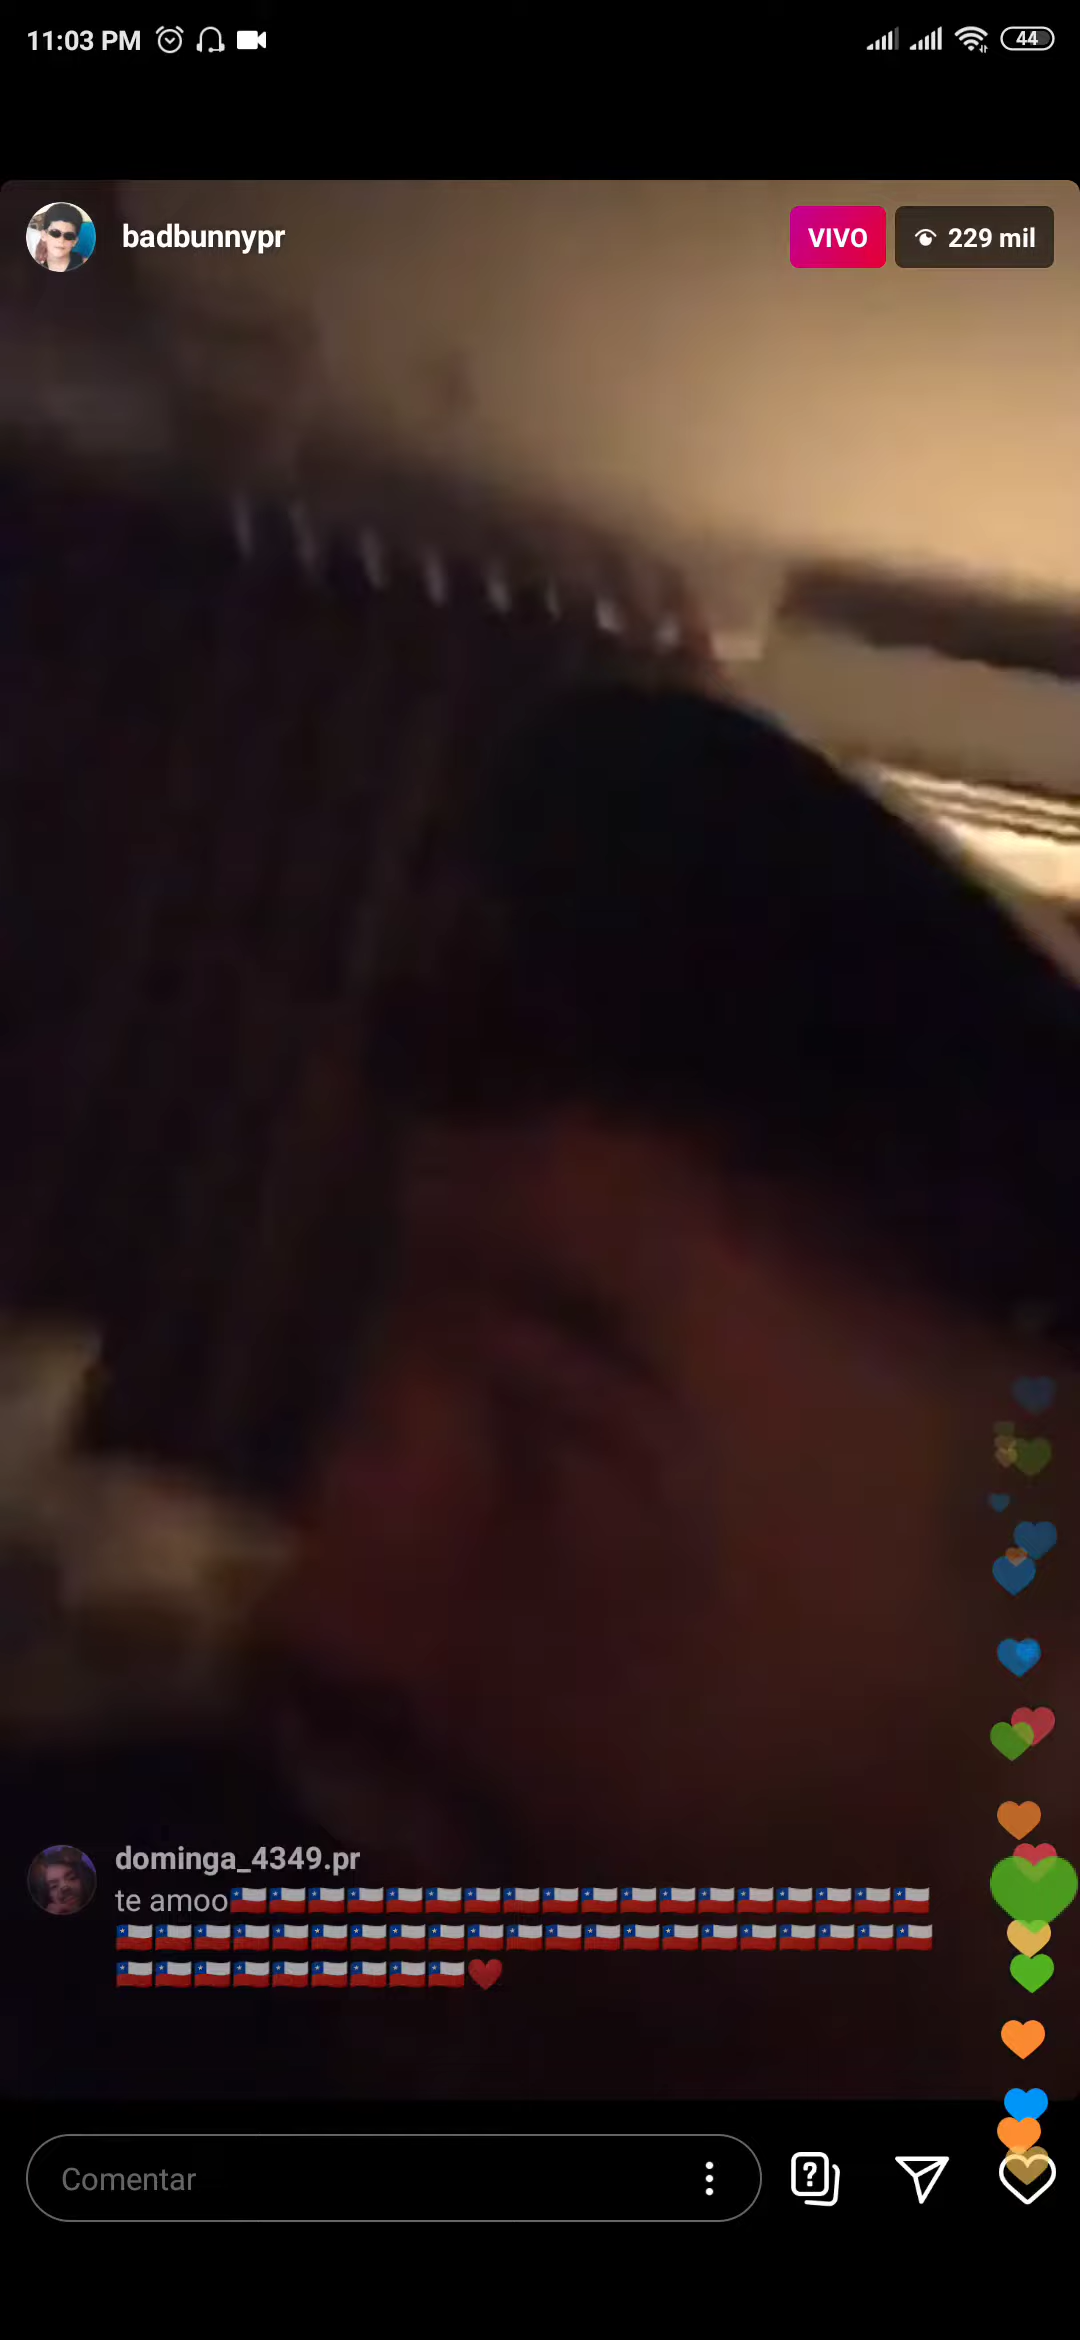 11:03 PM
44
badbunnypr
VIVO
229 mil
dominga_4349.pr
te amoo🇨🇱🇨🇱🇨🇱🇨🇱🇨🇱🇨🇱🇨🇱🇨🇱🇨🇱🇨🇱🇨🇱🇨🇱🇨🇱🇨🇱🇨🇱🇨🇱🇨🇱🇨🇱
🇨🇱🇨🇱🇨🇱🇨🇱🇨🇱🇨🇱🇨🇱🇨🇱🇨🇱🇨🇱🇨🇱🇨🇱🇨🇱🇨🇱🇨🇱🇨🇱🇨🇱🇨🇱🇨🇱🇨🇱🇨🇱
🇨🇱🇨🇱🇨🇱🇨🇱🇨🇱🇨🇱🇨🇱🇨🇱🇨🇱❤️
Comentar